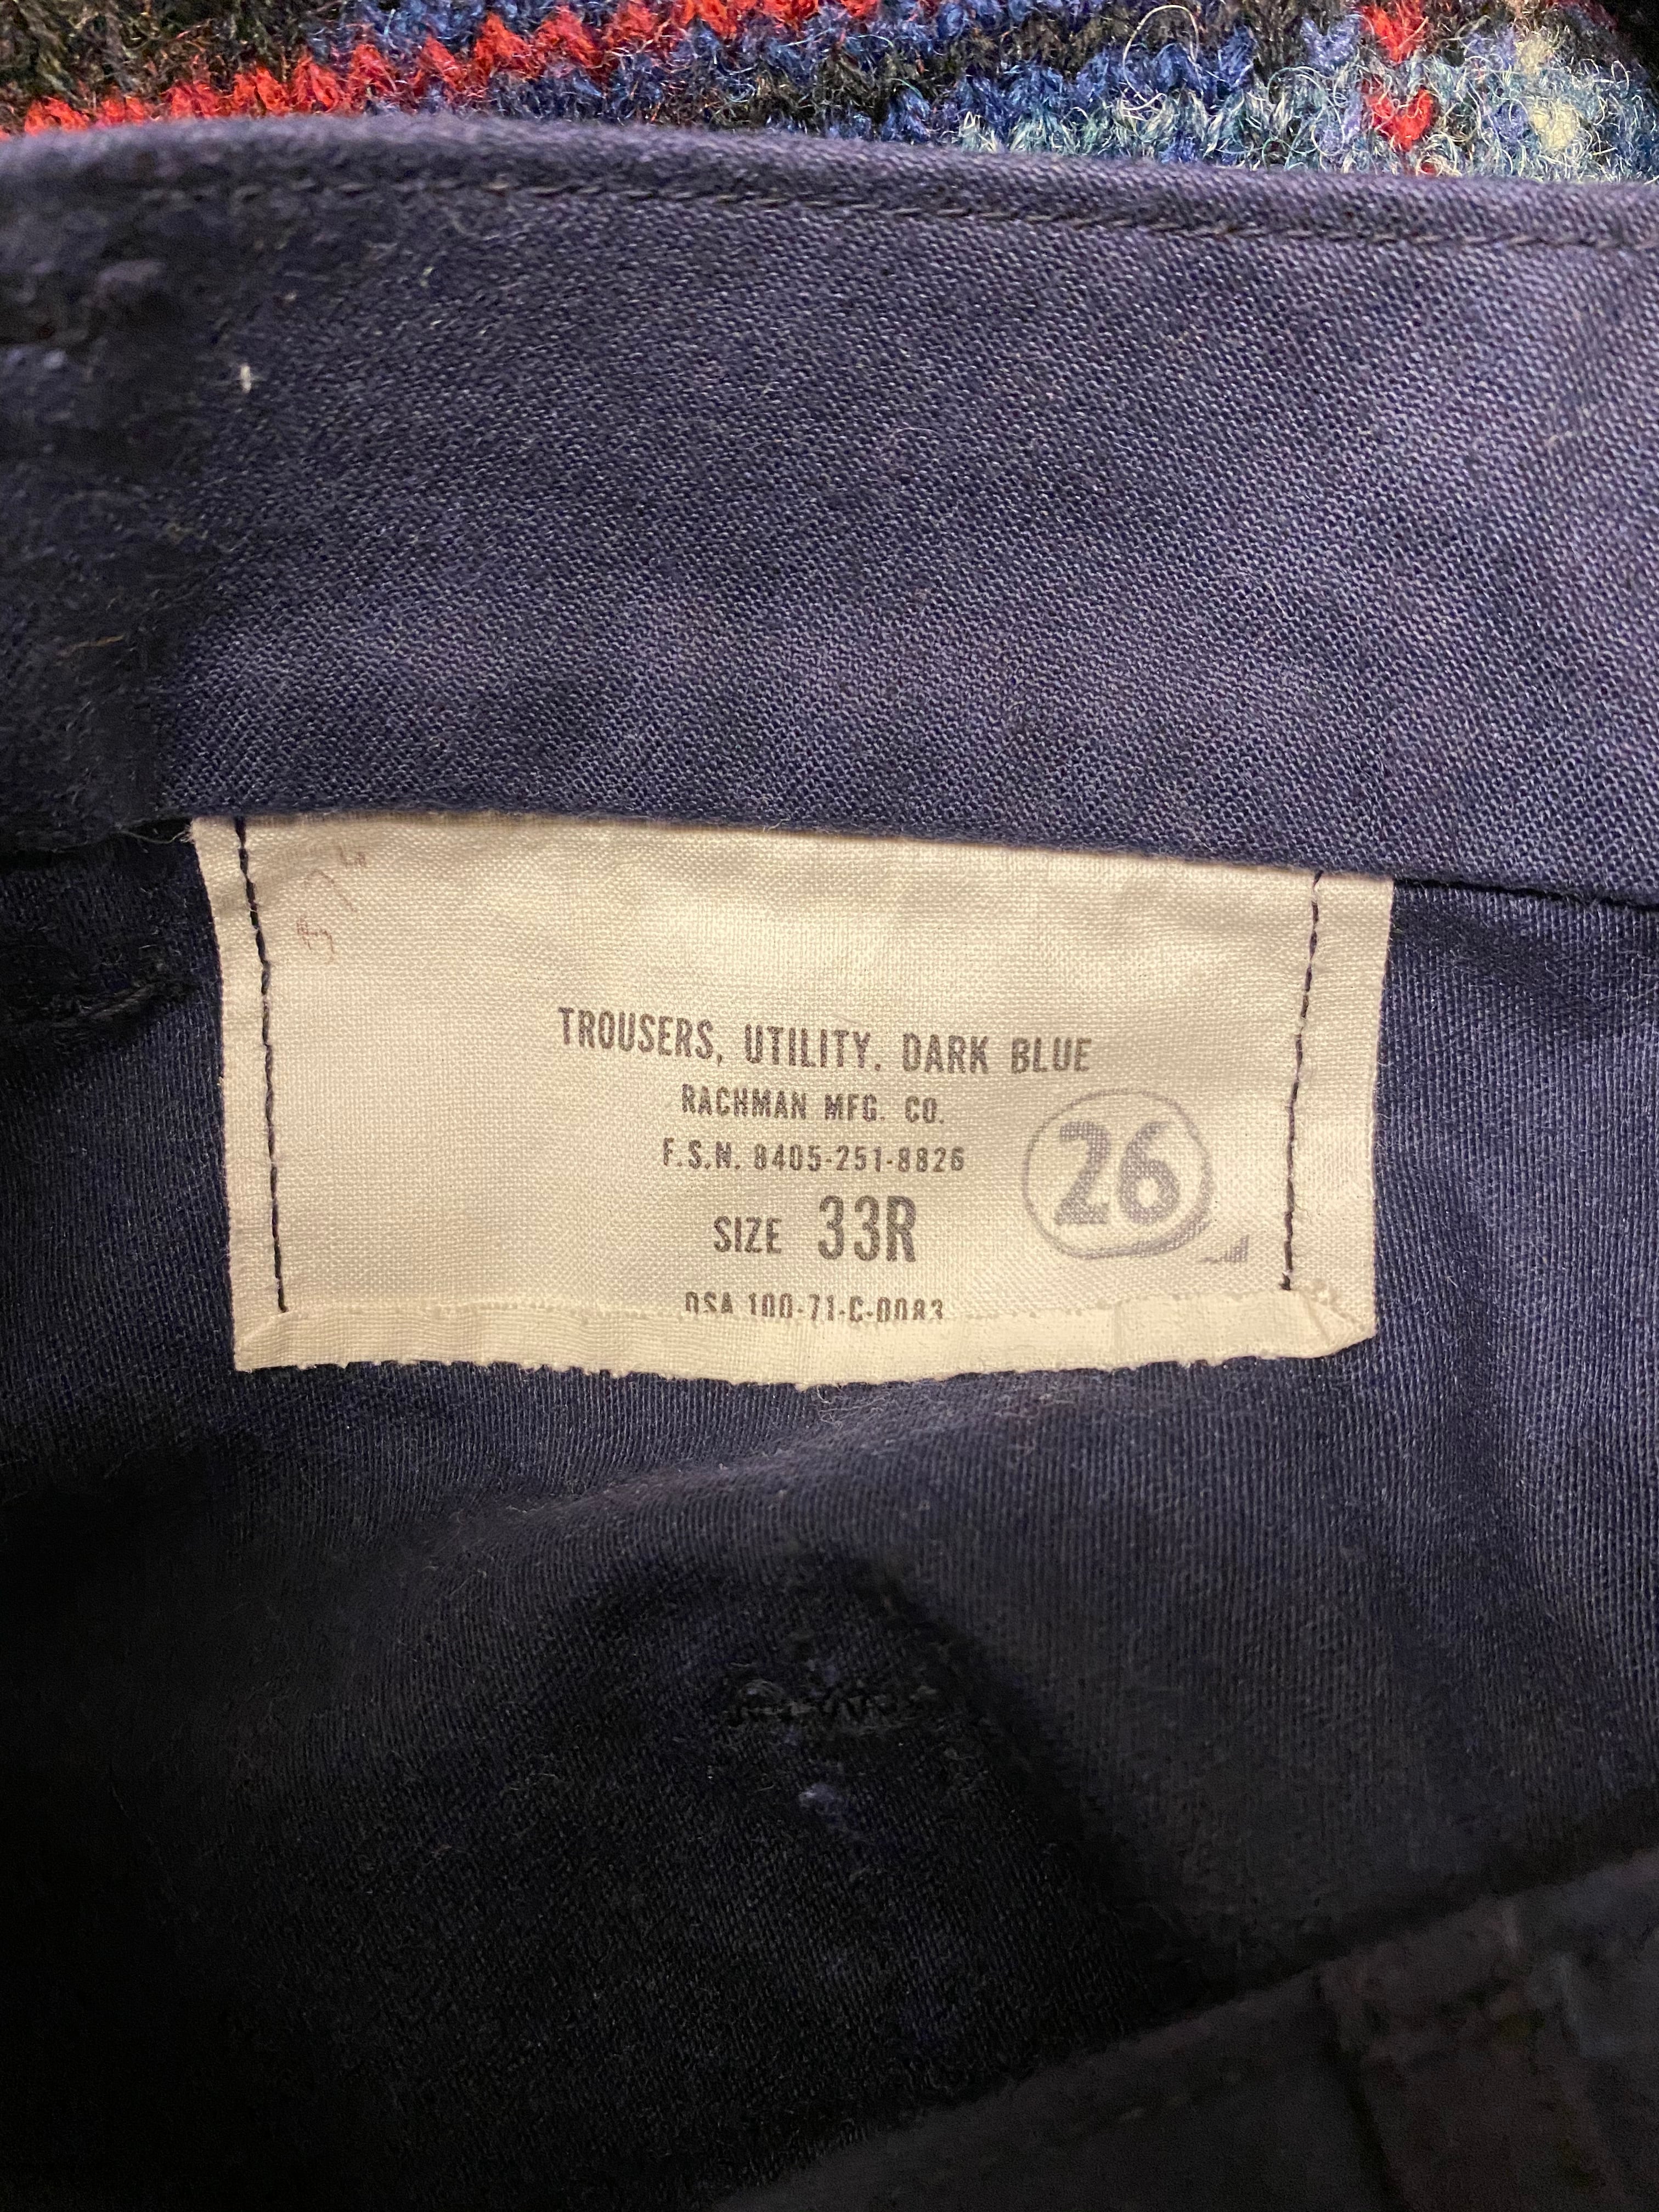 TROUSERS, UTILITY. DARK BLUE
RACHMAN MFG. CO.
F.S.N. 8405-251-8826
26
SIZE 33R
DSA 100-71-C-0083